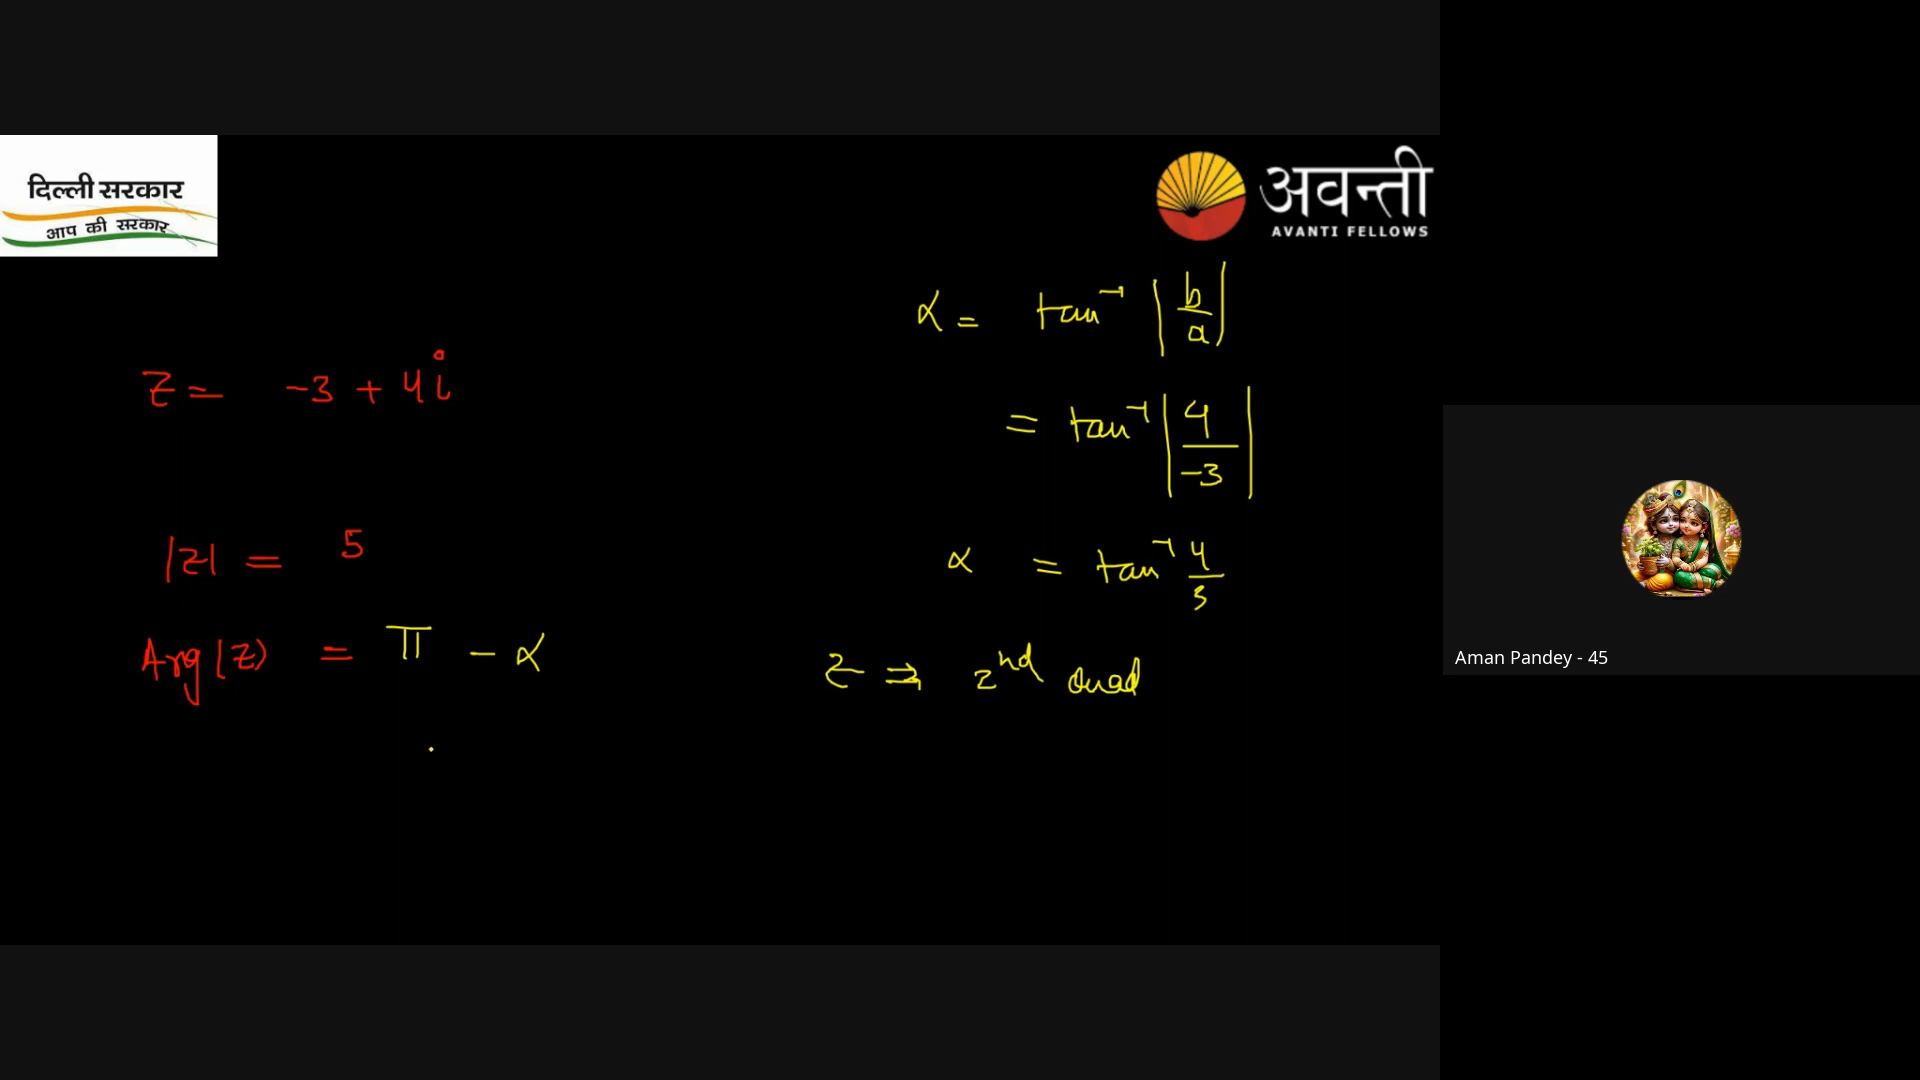 दिल्ली सरकार
आप की सरकार
अवन्ती
AVANTI FELLOWS
α = tan⁻¹ |b/a|
Z = -3 + 4i
= tan⁻¹ |4/-3|
|z| = 5
α = tan⁻¹ 4/3
Arg(z) = π - α
z ⇒ 2nd Quad
Aman Pandey - 45